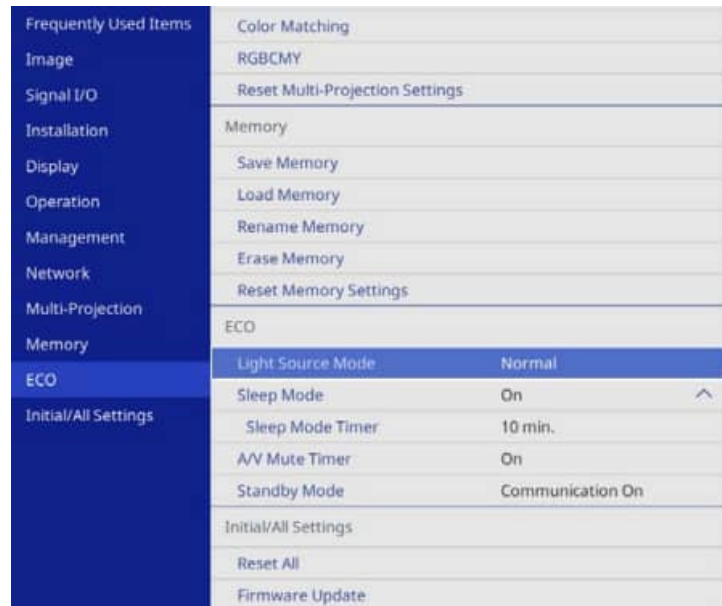 Frequently Used Items
Image
Signal I/O
Installation
Display
Operation
Management
Network
Multi-Projection
Memory
ECO
Initial/All Settings
Color Matching
RGBCMY
Reset Multi-Projection Settings
Memory
Save Memory
Load Memory
Rename Memory
Erase Memory
Reset Memory Settings
ECO
Light Source Mode Normal
Sleep Mode On
Sleep Mode Timer 10 min.
A/V Mute Timer On
Standby Mode Communication On
Initial/All Settings
Reset All
Firmware Update